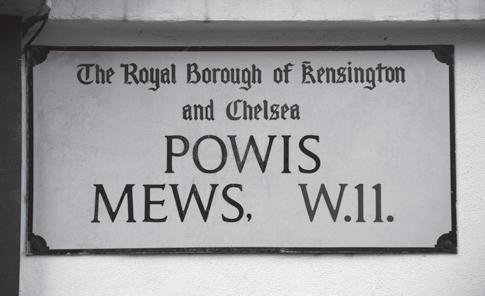 The Royal Borough of Kensington
and Chelsea
POWIS
MEWS, W.11.